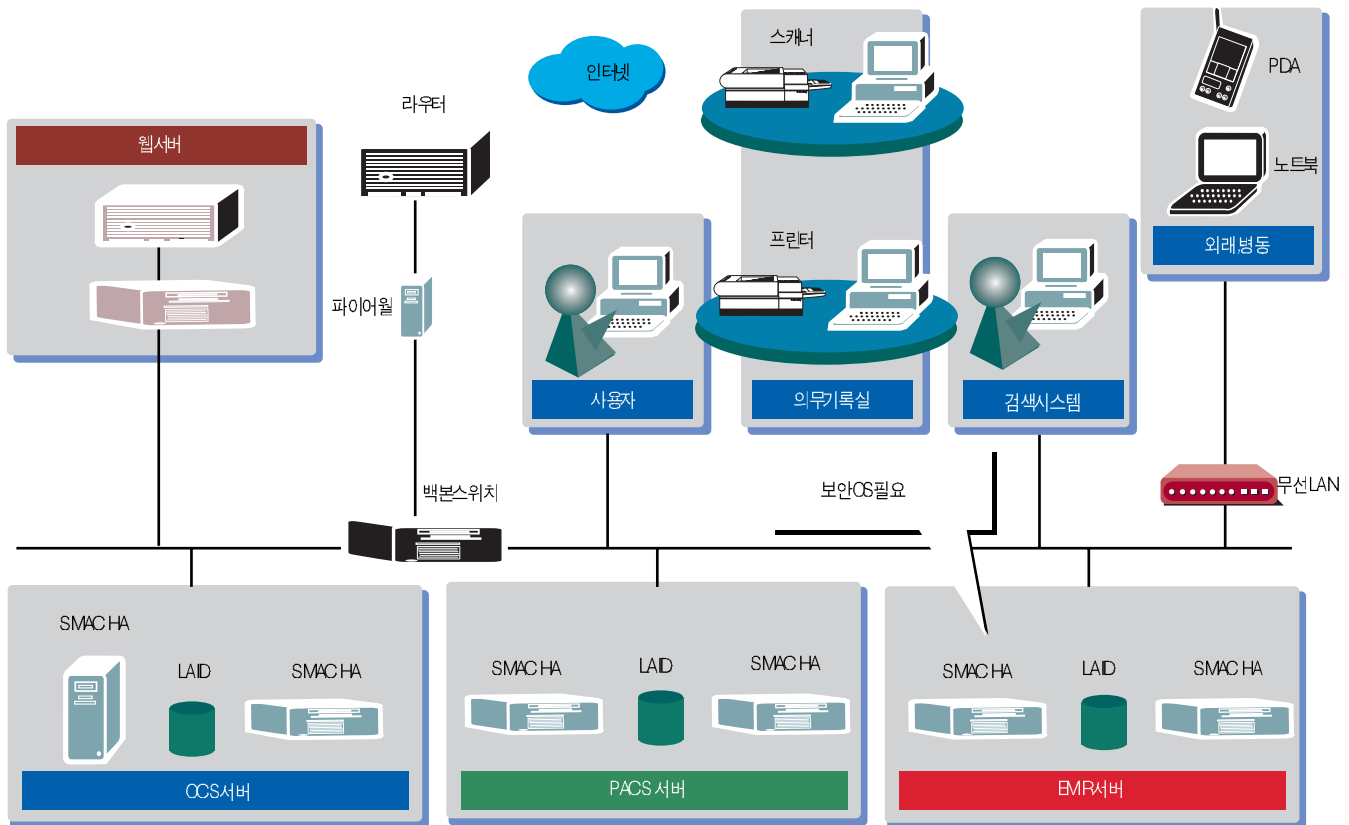 스캐너
인터넷
PDA
라우터
웹서버
노트북
프린터
외래,병동
파이어월
사용자
의무기록실
검색시스템
백본스위치
보안OS필요
무선LAN
SMAC HA
LAID
SMAC HA
SMAC HA
LAID
SMAC HA
SMAC HA
LAID
SMAC HA
OCS서버
PACS 서버
EMR서버